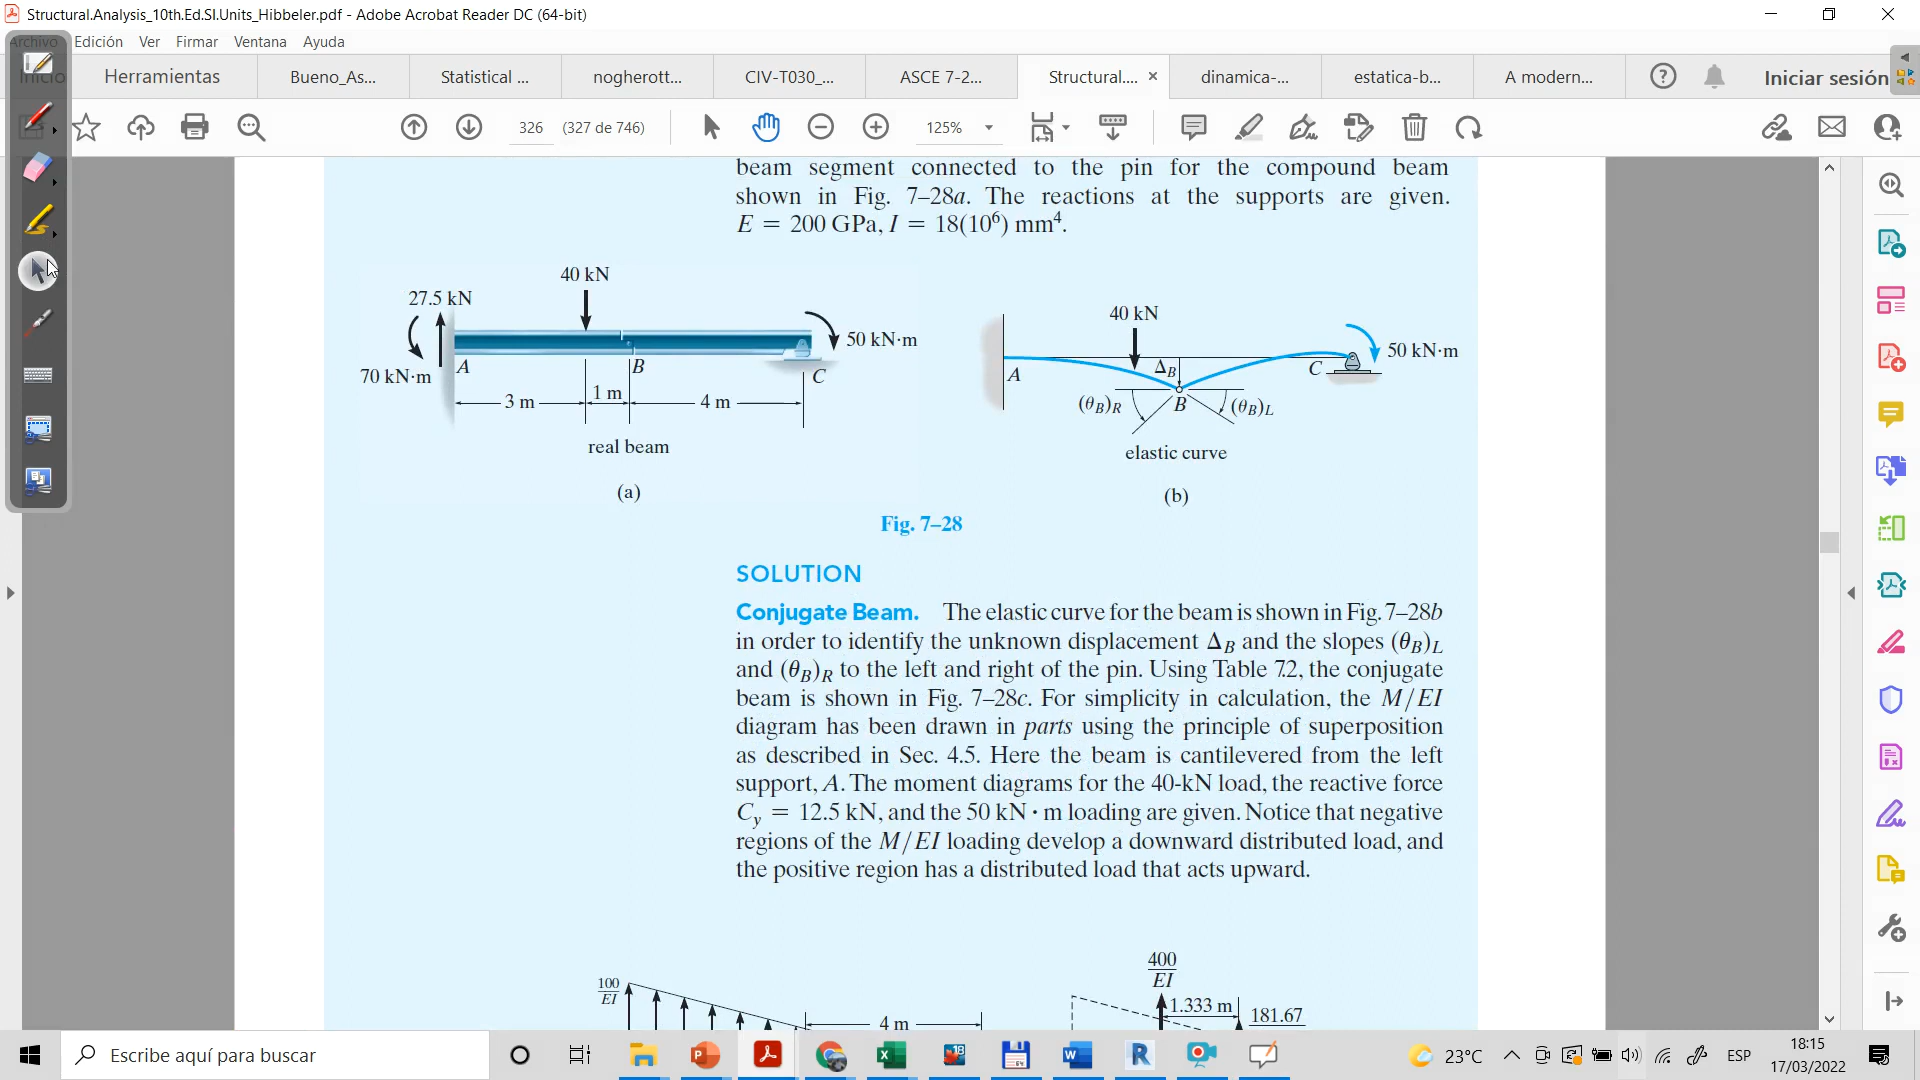 Structural.Analysis_10th.Ed.SI.Units_Hibbeler.pdf - Adobe Acrobat Reader DC (64-bit)
Archivo Edición Ver Firmar Ventana Ayuda
Inicio Herramientas Bueno_As... Statistical ... nogherott... CIV-T030_... ASCE 7-2... Structural.... × dinamica-... estatica-b... A modern... Iniciar sesión
326 (327 de 746) 125%
beam segment connected to the pin for the compound beam
shown in Fig. 7–28a. The reactions at the supports are given.
E = 200 GPa, I = 18(10⁶) mm⁴.
40 kN
27.5 kN
50 kN·m
70 kN·m
A
B
C
3 m
1 m
4 m
real beam
(a)
40 kN
50 kN·m
A
Δ_B
C
(θ_B)_R
B
(θ_B)_L
elastic curve
(b)
Fig. 7–28
SOLUTION
Conjugate Beam. The elastic curve for the beam is shown in Fig. 7–28b
in order to identify the unknown displacement Δ_B and the slopes (θ_B)_L
and (θ_B)_R to the left and right of the pin. Using Table 7.2, the conjugate
beam is shown in Fig. 7–28c. For simplicity in calculation, the M/EI
diagram has been drawn in parts using the principle of superposition
as described in Sec. 4.5. Here the beam is cantilevered from the left
support, A. The moment diagrams for the 40-kN load, the reactive force
C_y = 12.5 kN, and the 50 kN · m loading are given. Notice that negative
regions of the M/EI loading develop a downward distributed load, and
the positive region has a distributed load that acts upward.
100
EI
4 m
400
EI
1.333 m
181.67
Escribe aquí para buscar
23°C
ESP
18:15
17/03/2022